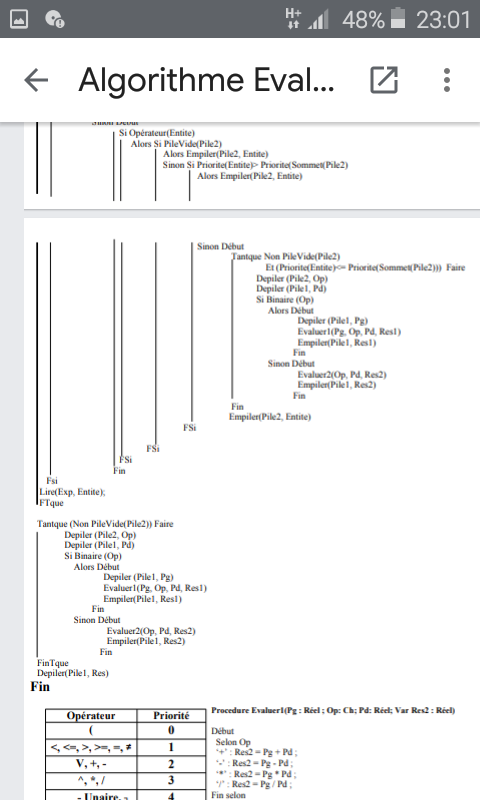 H+ 48% 23:01
Algorithme Eval...
Sinon Début
Si Opérateur(Entite)
Alors Si PileVide(Pile2)
Alors Empiler(Pile2, Entite)
Sinon Si Priorite(Entite)> Priorite(Sommet(Pile2)
Alors Empiler(Pile2, Entite)
Sinon Début
Tantque Non PileVide(Pile2)
Et (Priorite(Entite)<= Priorite(Sommet(Pile2))) Faire
Depiler (Pile2, Op)
Depiler (Pile1, Pd)
Si Binaire (Op)
Alors Début
Depiler (Pile1, Pg)
Evaluer1(Pg, Op, Pd, Res1)
Empiler(Pile1, Res1)
Fin
Sinon Début
Evaluer2(Op, Pd, Res2)
Empiler(Pile1, Res2)
Fin
Fin
Empiler(Pile2, Entite)
FSi
FSi
FSi
Fin
Fsi
Lire(Exp, Entite);
FTque
Tantque (Non PileVide(Pile2)) Faire
Depiler (Pile2, Op)
Depiler (Pile1, Pd)
Si Binaire (Op)
Alors Début
Depiler (Pile1, Pg)
Evaluer1(Pg, Op, Pd, Res1)
Empiler(Pile1, Res1)
Fin
Sinon Début
Evaluer2(Op, Pd, Res2)
Empiler(Pile1, Res2)
Fin
FinTque
Depiler(Pile1, Res)
Fin
Opérateur Priorité
( 0
<, <=, >, >=, =, ≠ 1
V, +, - 2
^, *, / 3
- Unaire, ¬ 4
Procedure Evaluer1(Pg : Réel ; Op: Ch; Pd: Réel; Var Res2 : Réel)
Début
Selon Op
‘+’ : Res2 = Pg + Pd ;
‘-’ : Res2 = Pg - Pd ;
‘*’ : Res2 = Pg * Pd ;
‘/’ : Res2 = Pg / Pd ;
Fin selon